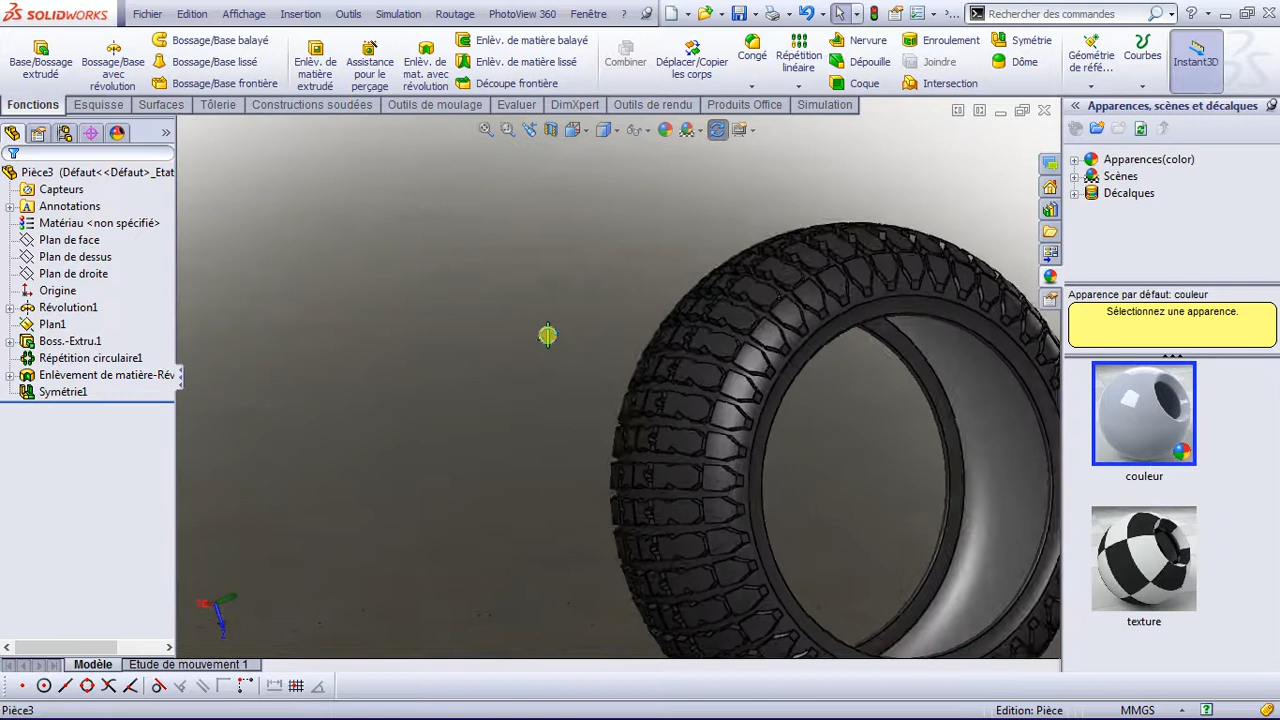 SOLIDWORKS
Fichier Edition Affichage Insertion Outils Simulation Routage PhotoView 360 Fenêtre ?
Rechercher des commandes
Base/Bossage extrudé
Bossage/Base avec révolution
Bossage/Base balayé
Bossage/Base lissé
Bossage/Base frontière
Enlèv. de matière extrudé
Assistance pour le perçage
Enlèv. de mat. avec révolution
Enlèv. de matière balayé
Enlèv. de matière lissé
Découpe frontière
Combiner
Déplacer/Copier les corps
Congé
Répétition linéaire
Nervure
Dépouille
Coque
Enroulement
Joindre
Intersection
Symétrie
Dôme
Géométrie de réfé...
Courbes
Instant3D
Fonctions Esquisse Surfaces Tôlerie Constructions soudées Outils de moulage Evaluer DimXpert Outils de rendu Produits Office Simulation
Pièce3 (Défaut<<Défaut>_Etat
Capteurs
Annotations
Matériau <non spécifié>
Plan de face
Plan de dessus
Plan de droite
Origine
Révolution1
Plan1
Boss.-Extru.1
Répétition circulaire1
Enlèvement de matière-Rév
Symétrie1
Apparences, scènes et décalques
Apparences(color)
Scènes
Décalques
Apparence par défaut: couleur
Sélectionnez une apparence.
couleur
texture
Modèle Etude de mouvement 1
Pièce3 Edition: Pièce MMGS